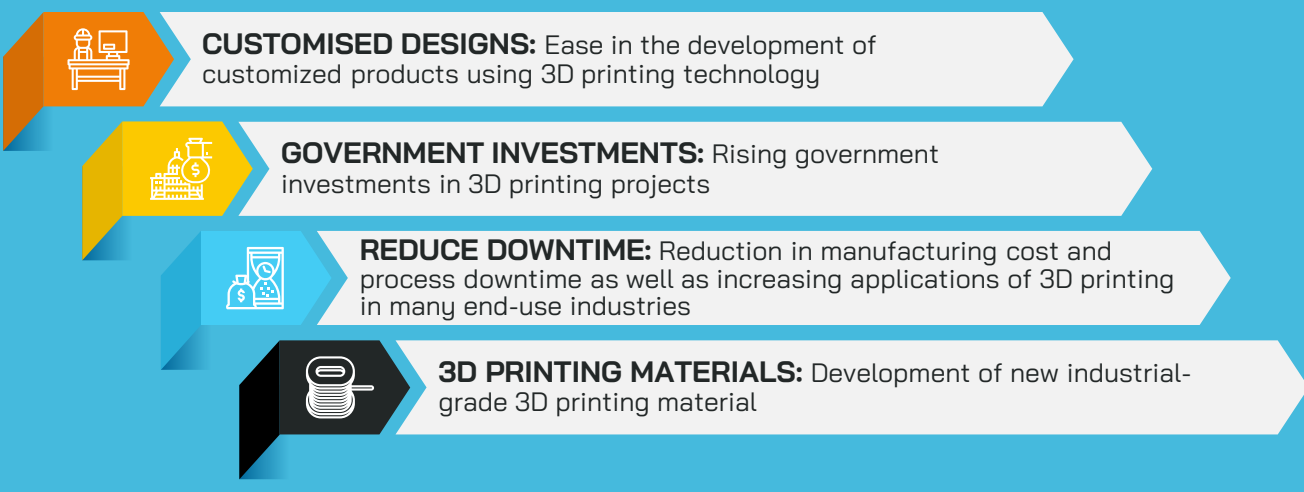 CUSTOMISED DESIGNS: Ease in the development of
customized products using 3D printing technology
GOVERNMENT INVESTMENTS: Rising government
investments in 3D printing projects
REDUCE DOWNTIME: Reduction in manufacturing cost and
process downtime as well as increasing applications of 3D printing
in many end-use industries
3D PRINTING MATERIALS: Development of new industrial-
grade 3D printing material